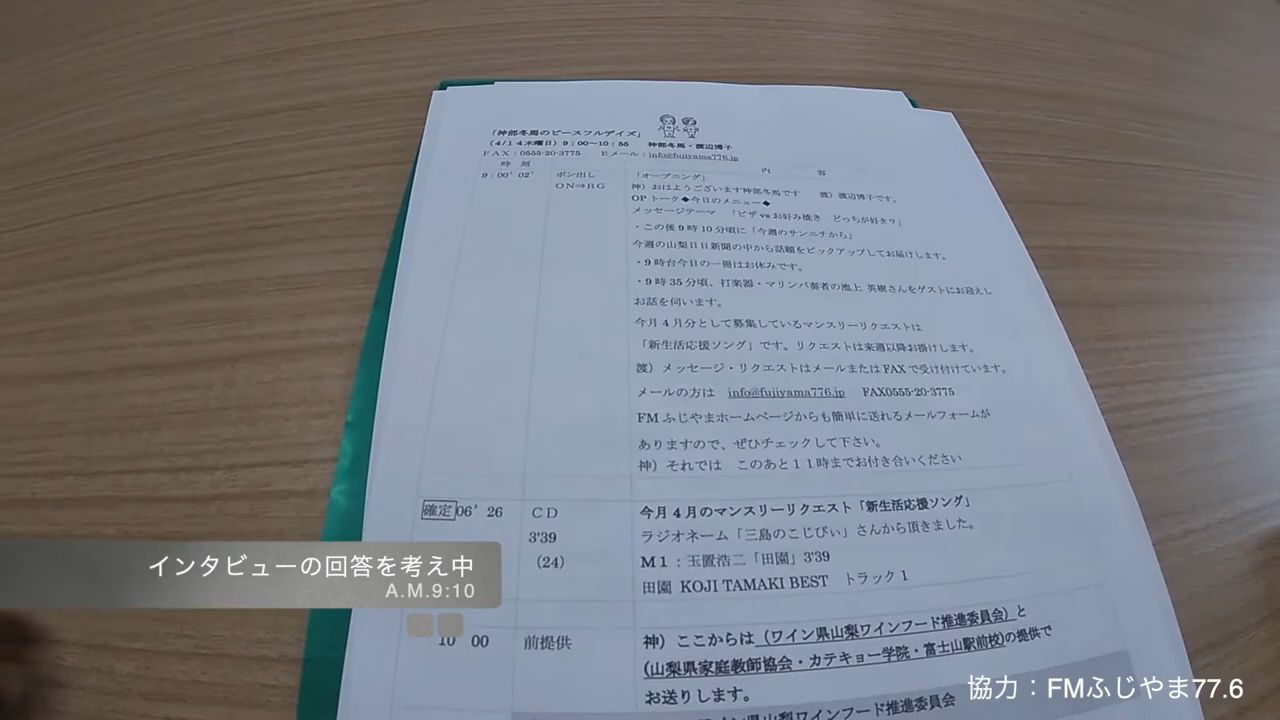 「神部冬馬のピースフルデイズ」
(4/14木曜日) 9:00~10:55 神部冬馬・渡辺博子
FAX:0555-20-3775 Eメール:info@fujiyama776.jp
時 刻 内 容
9:00' 02' ポン出し 「オープニング」
ON⇒BG 神)おはようございます神部冬馬です 渡)渡辺博子です。
OPトーク◆今日のメニュー◆
メッセージテーマ 「ピザvsお好み焼き どっちが好き?」
・この後9時10分頃に「今週のサンニチから」
今週の山梨日日新聞の中から話題をピックアップしてお届けします。
・9時台今日の一冊はお休みです。
・9時35分頃、打楽器・マリンバ奏者の池上 英樹さんをゲストにお迎えし
お話を伺います。
今月4月分として募集しているマンスリーリクエストは
「新生活応援ソング」です。リクエストは来週以降お掛けします。
渡)メッセージ・リクエストはメールまたはFAXで受け付けています。
メールの方は info@fujiyama776.jp FAX0555-20-3775
FMふじやまホームページからも簡単に送れるメールフォームが
ありますので、ぜひチェックして下さい。
神)それでは このあと11時までお付き合いください
確定 06' 26 CD 今月4月のマンスリーリクエスト「新生活応援ソング」
3'39 ラジオネーム「三島のこじぴぃ」さんから頂きました。
(24) M1:玉置浩二「田園」3'39
田園 KOJI TAMAKI BEST トラック1
10 00 前提供 神)ここからは(ワイン県山梨ワインフード推進委員会)と
(山梨県家庭教師協会・カテキョー学院・富士山駅前校)の提供で
お送りします。
ワイン県山梨ワインフード推進委員会
インタビューの回答を考え中
A.M.9:10
協力:FMふじやま77.6